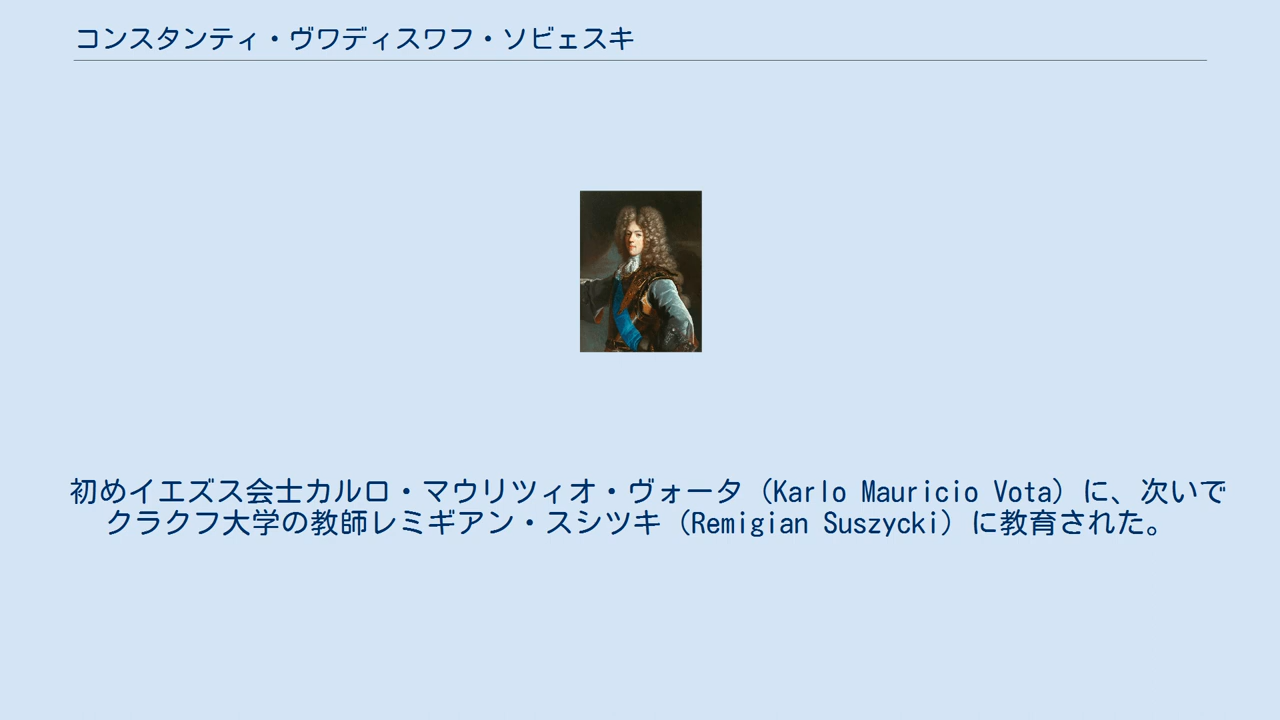 コンスタンティ・ヴワディスワフ・ソビェスキ
初めイエズス会士カルロ・マウリツィオ・ヴォータ（Karlo Mauricio Vota）に、次いで
クラクフ大学の教師レミギアン・スシツキ（Remigian Suszycki）に教育された。